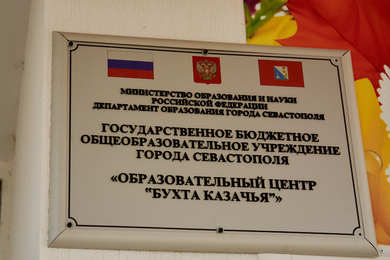 МИНИСТЕРСТВО ОБРАЗОВАНИЯ И НАУКИ
РОССИЙСКОЙ ФЕДЕРАЦИИ
ДЕПАРТАМЕНТ ОБРАЗОВАНИЯ ГОРОДА СЕВАСТОПОЛЯ
ГОСУДАРСТВЕННОЕ БЮДЖЕТНОЕ
ОБЩЕОБРАЗОВАТЕЛЬНОЕ УЧРЕЖДЕНИЕ
ГОРОДА СЕВАСТОПОЛЯ
«ОБРАЗОВАТЕЛЬНЫЙ ЦЕНТР
"БУХТА КАЗАЧЬЯ"»